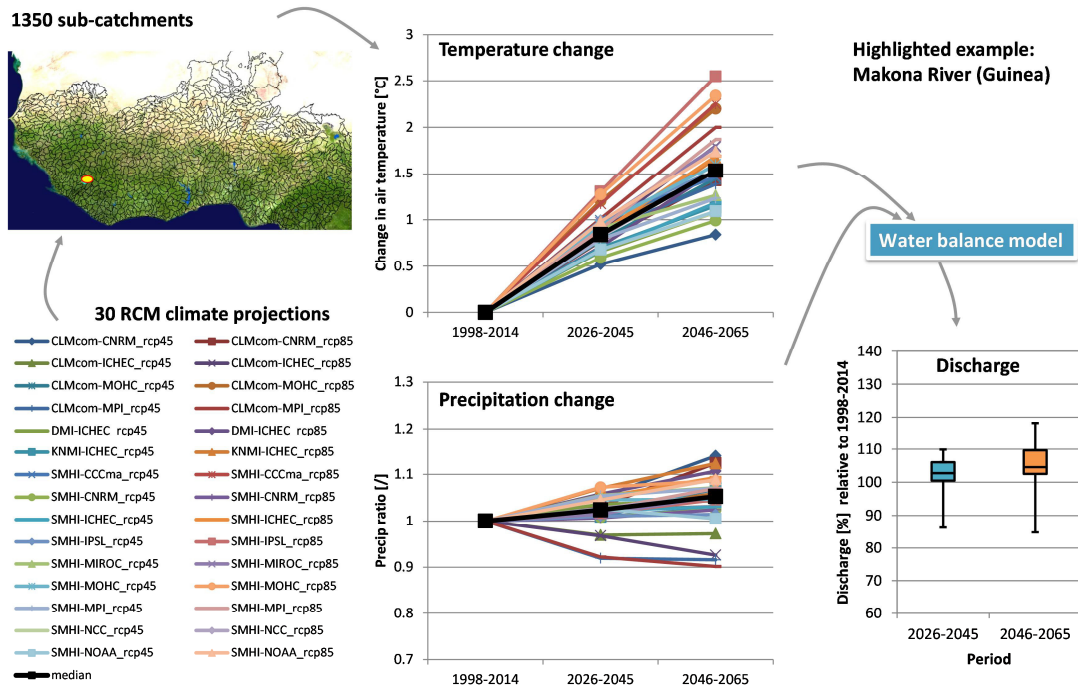 1350 sub-catchments
Temperature change
Change in air temperature [°C]
3
2.5
2
1.5
1
0.5
0
1998-2014
2026-2045
2046-2065
Highlighted example:
Makona River (Guinea)
Water balance model
30 RCM climate projections
CLMcom-CNRM_rcp45
CLMcom-CNRM_rcp85
CLMcom-ICHEC_rcp45
CLMcom-ICHEC_rcp85
CLMcom-MOHC_rcp45
CLMcom-MOHC_rcp85
CLMcom-MPI_rcp45
CLMcom-MPI_rcp85
DMI-ICHEC_rcp45
DMI-ICHEC_rcp85
KNMI-ICHEC_rcp45
KNMI-ICHEC_rcp85
SMHI-CCCma_rcp45
SMHI-CCCma_rcp85
SMHI-CNRM_rcp45
SMHI-CNRM_rcp85
SMHI-ICHEC_rcp45
SMHI-ICHEC_rcp85
SMHI-IPSL_rcp45
SMHI-IPSL_rcp85
SMHI-MIROC_rcp45
SMHI-MIROC_rcp85
SMHI-MOHC_rcp45
SMHI-MOHC_rcp85
SMHI-MPI_rcp45
SMHI-MPI_rcp85
SMHI-NCC_rcp45
SMHI-NCC_rcp85
SMHI-NOAA_rcp45
SMHI-NOAA_rcp85
median
Precipitation change
Precip ratio [/]
1.3
1.2
1.1
1
0.9
0.8
0.7
1998-2014
2026-2045
2046-2065
Discharge
Discharge [%] relative to 1998-2014
140
130
120
110
100
90
80
70
60
2026-2045
2046-2065
Period